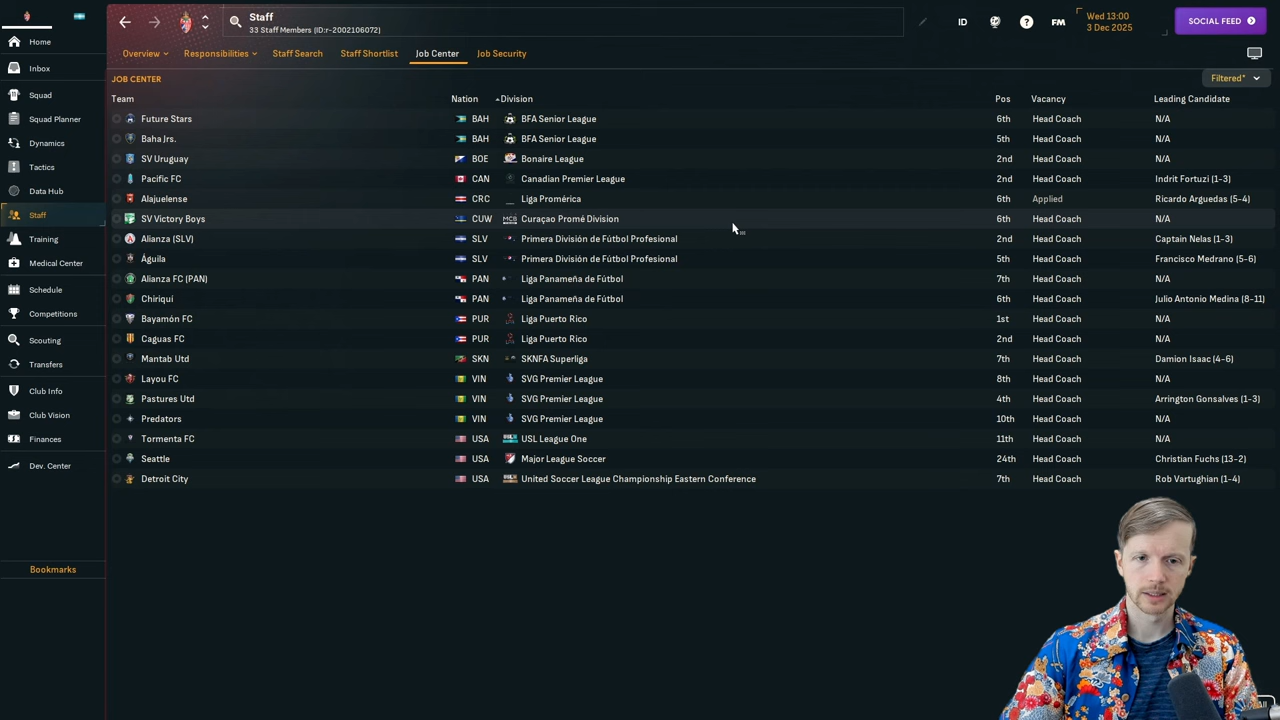 Staff
33 Staff Members (ID:r-2002106072)
ID
?
FM
Wed 13:00
3 Dec 2025
SOCIAL FEED
Home
Inbox
Squad
Squad Planner
Dynamics
Tactics
Data Hub
Staff
Training
Medical Center
Schedule
Competitions
Scouting
Transfers
Club Info
Club Vision
Finances
Dev. Center
Bookmarks
Overview Responsibilities Staff Search Staff Shortlist Job Center Job Security
JOB CENTER Filtered*
Team Nation Division Pos Vacancy Leading Candidate
Future Stars BAH BFA Senior League 6th Head Coach N/A
Baha Jrs. BAH BFA Senior League 5th Head Coach N/A
SV Uruguay BOE Bonaire League 2nd Head Coach N/A
Pacific FC CAN Canadian Premier League 2nd Head Coach Indrit Fortuzi (1-3)
Alajuelense CRC Liga Promérica 6th Applied Ricardo Arguedas (5-4)
SV Victory Boys CUW MCB Curaçao Promé Division 6th Head Coach N/A
Alianza (SLV) SLV Primera División de Fútbol Profesional 2nd Head Coach Captain Nelas (1-3)
Águila SLV Primera División de Fútbol Profesional 5th Head Coach Francisco Medrano (5-6)
Alianza FC (PAN) PAN Liga Panameña de Fútbol 7th Head Coach N/A
Chiriquí PAN Liga Panameña de Fútbol 6th Head Coach Julio Antonio Medina (8-11)
Bayamón FC PUR Liga Puerto Rico 1st Head Coach N/A
Caguas FC PUR Liga Puerto Rico 2nd Head Coach N/A
Mantab Utd SKN SKNFA Superliga 7th Head Coach Damion Isaac (4-6)
Layou FC VIN SVG Premier League 8th Head Coach N/A
Pastures Utd VIN SVG Premier League 4th Head Coach Arrington Gonsalves (1-3)
Predators VIN SVG Premier League 10th Head Coach N/A
Tormenta FC USA USL League One 11th Head Coach N/A
Seattle USA Major League Soccer 24th Head Coach Christian Fuchs (13-2)
Detroit City USA United Soccer League Championship Eastern Conference 7th Head Coach Rob Vartughian (1-4)